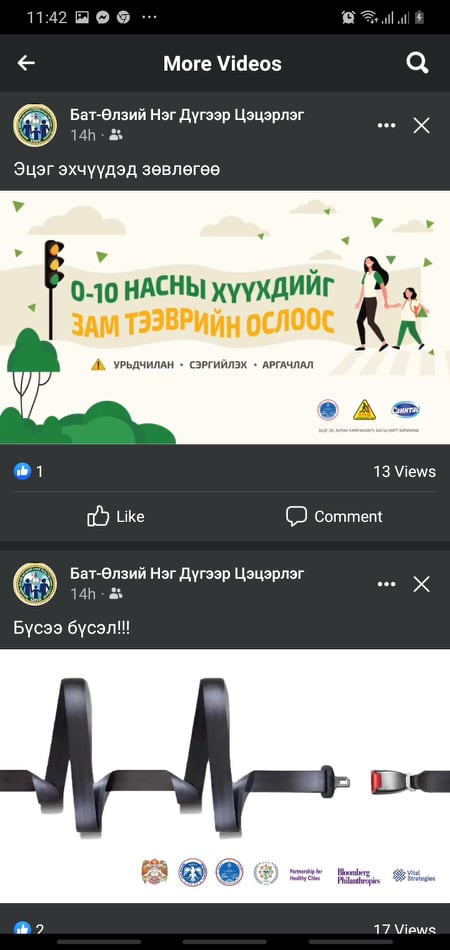 11:42
More Videos
Бат-Өлзий Нэг Дүгээр Цэцэрлэг
14h ·
Эцэг эхчүүдэд зөвлөгөө
0-10 НАСНЫ ХҮҮХДИЙГ
ЗАМ ТЭЭВРИЙН ОСЛООС
УРЬДЧИЛАН • СЭРГИЙЛЭХ • АРГАЧЛАЛ
1
13 Views
Like
Comment
Бат-Өлзий Нэг Дүгээр Цэцэрлэг
14h ·
Бүсээ бүсэл!!!
Partnership for
Healthy Cities
Bloomberg
Philanthropies
Vital
Strategies
2
17 Views